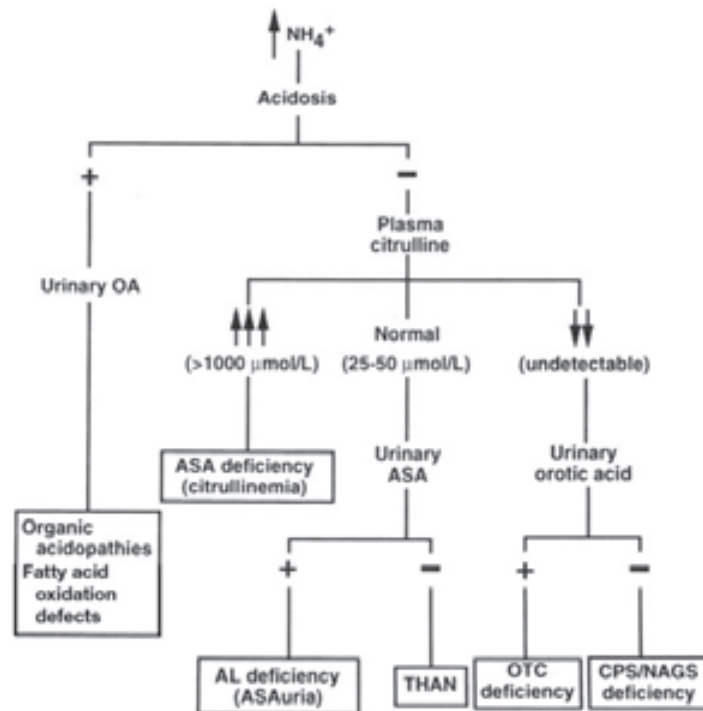 NH4+
Acidosis
+
−
Plasma
citrulline
Urinary OA
(>1000 μmol/L)
Normal
(25-50 μmol/L)
(undetectable)
ASA deficiency
(citrullinemia)
Urinary
ASA
Urinary
orotic acid
Organic
acidopathies
Fatty acid
oxidation
defects
+
−
+
−
AL deficiency
(ASAuria)
THAN
OTC
deficiency
CPS/NAGS
deficiency